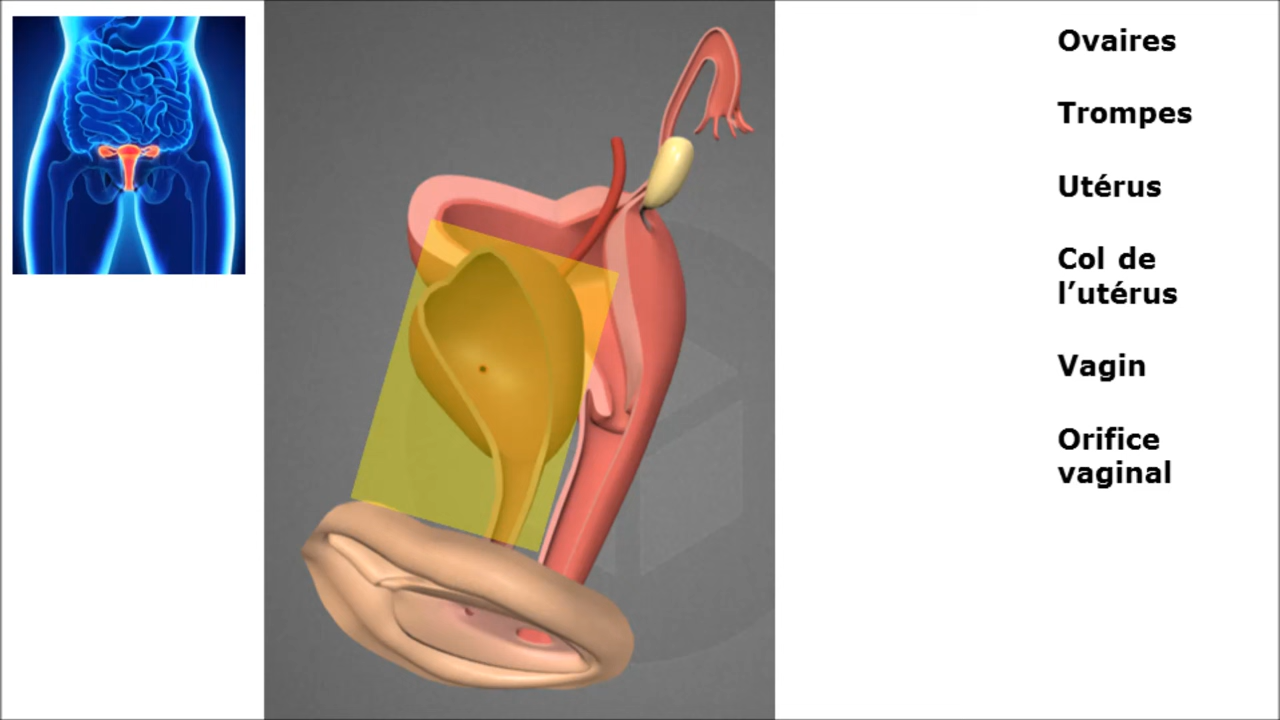 Ovaires
Trompes
Utérus
Col de
l’utérus
Vagin
Orifice
vaginal